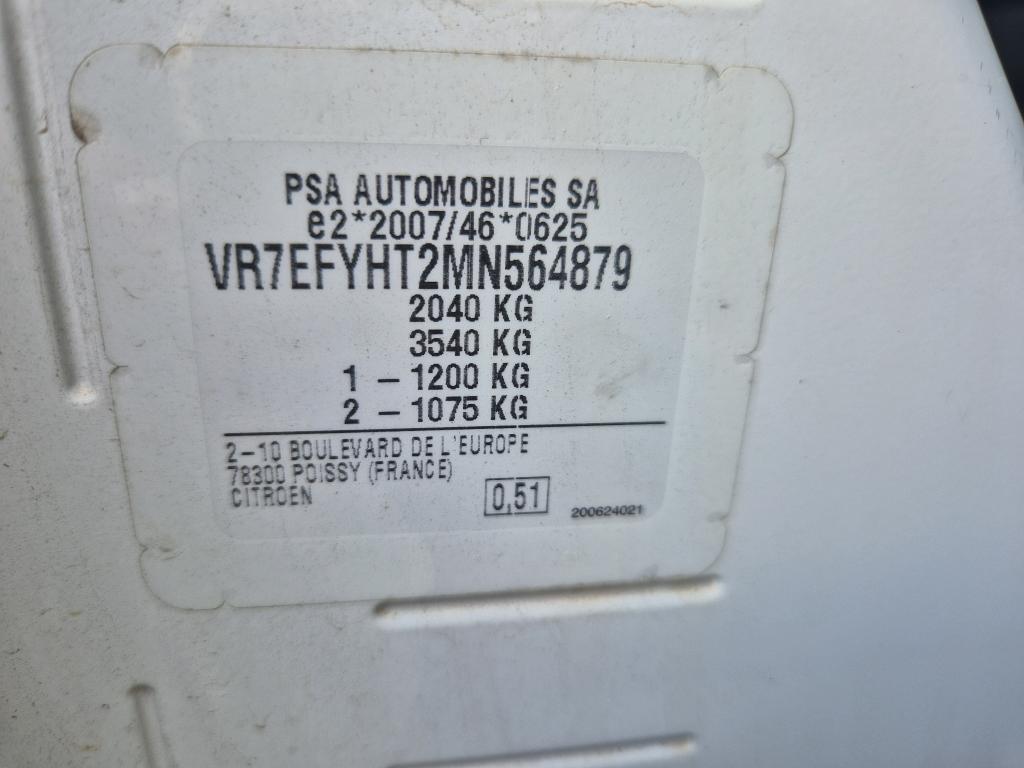 PSA AUTOMOBILES SA
e2*2007/46*0625
VR7EFYHT2MN564879
2040 KG
3540 KG
1 - 1200 KG
2 - 1075 KG
2-10 BOULEVARD DE L'EUROPE
78300 POISSY (FRANCE)
CITROEN
0,51
200624021